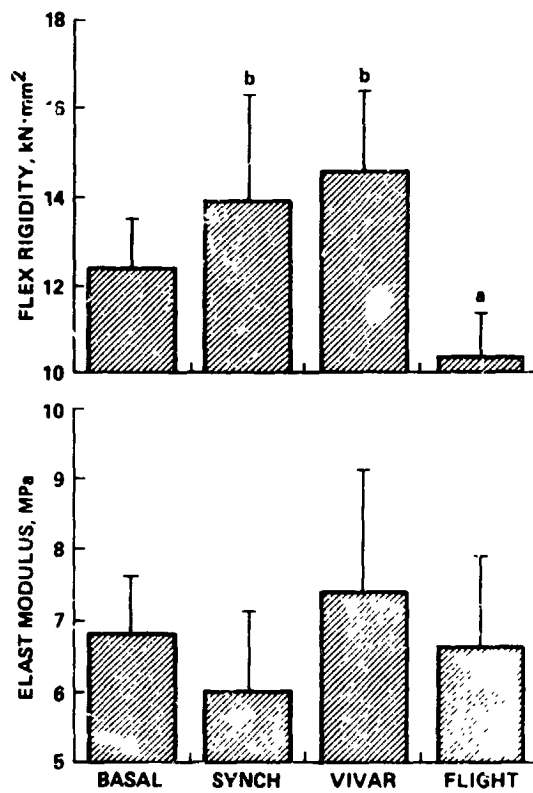 FLEX RIGIDITY, kN·mm²
18
16
14
12
10
b
b
a
ELAST MODULUS, MPa
10
9
8
7
6
5
BASAL SYNCH VIVAR FLIGHT